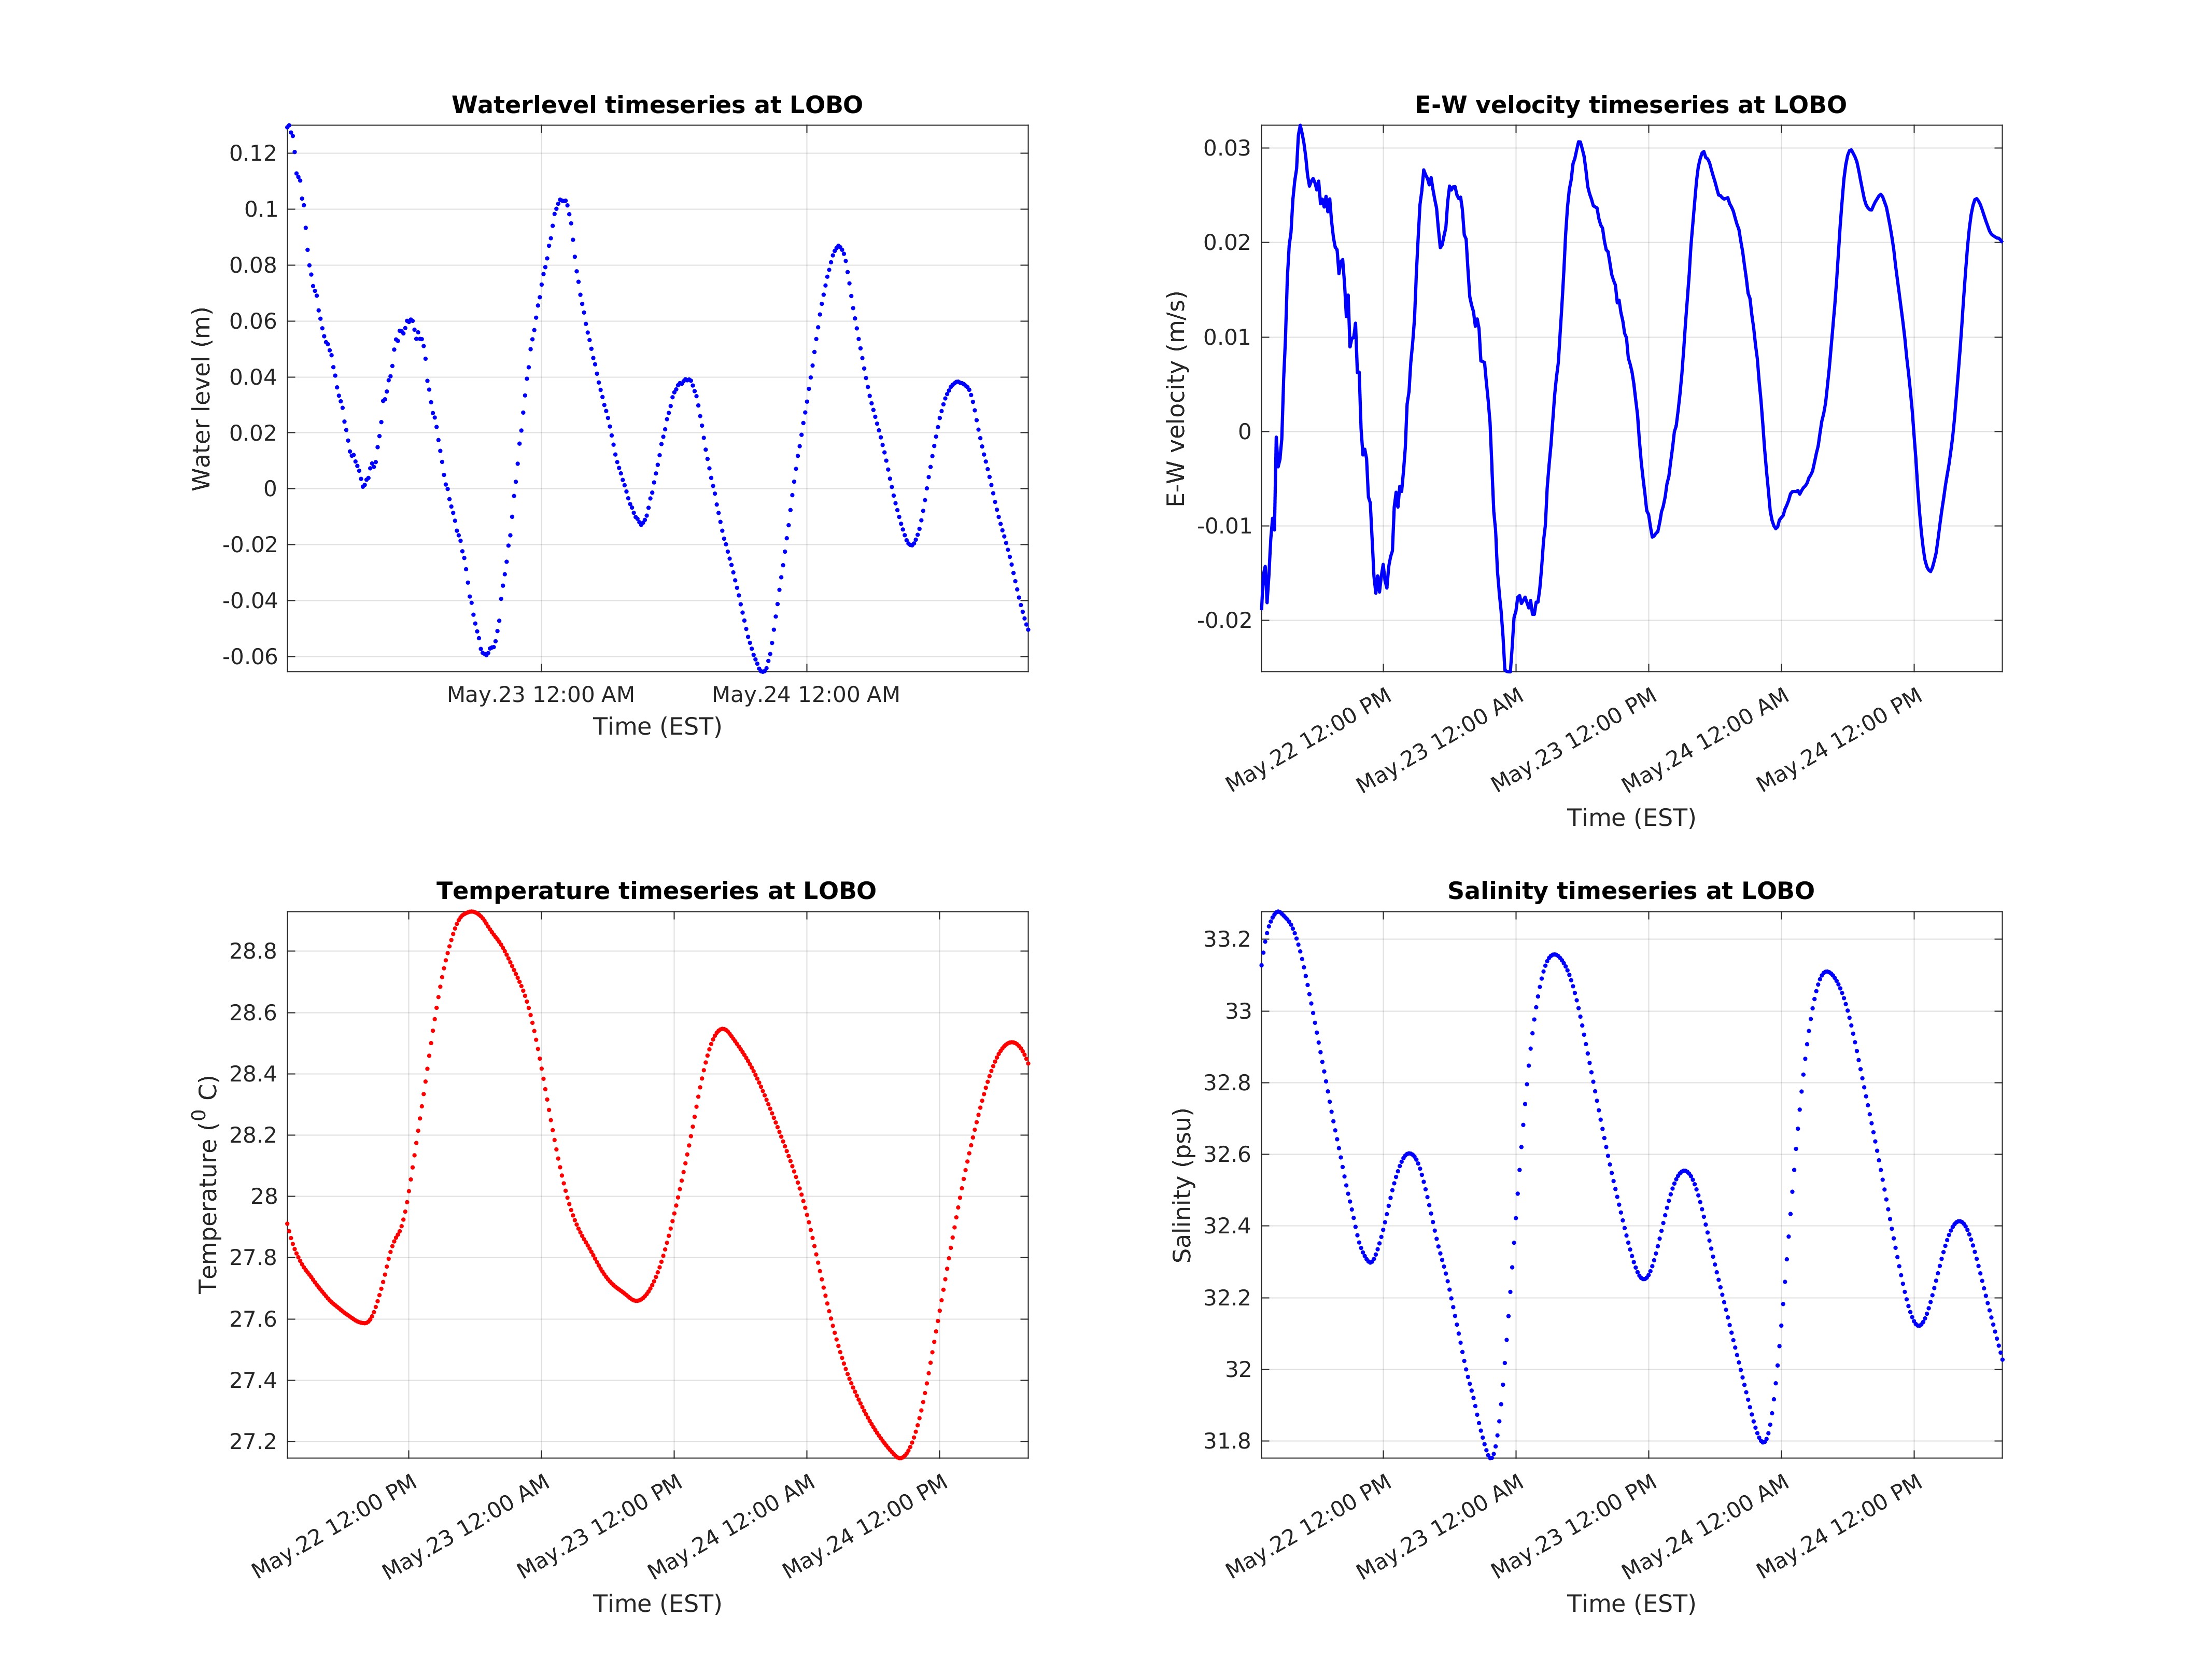 Waterlevel timeseries at LOBO
0.12
0.1
0.08
0.06
0.04
0.02
0
-0.02
-0.04
-0.06
Water level (m)
May.23 12:00 AM
May.24 12:00 AM
Time (EST)
E-W velocity timeseries at LOBO
0.03
0.02
0.01
0
-0.01
-0.02
E-W velocity (m/s)
May.22 12:00 PM
May.23 12:00 AM
May.23 12:00 PM
May.24 12:00 AM
May.24 12:00 PM
Time (EST)
Temperature timeseries at LOBO
28.8
28.6
28.4
28.2
28
27.8
27.6
27.4
27.2
Temperature (⁰ C)
May.22 12:00 PM
May.23 12:00 AM
May.23 12:00 PM
May.24 12:00 AM
May.24 12:00 PM
Time (EST)
Salinity timeseries at LOBO
33.2
33
32.8
32.6
32.4
32.2
32
31.8
Salinity (psu)
May.22 12:00 PM
May.23 12:00 AM
May.23 12:00 PM
May.24 12:00 AM
May.24 12:00 PM
Time (EST)